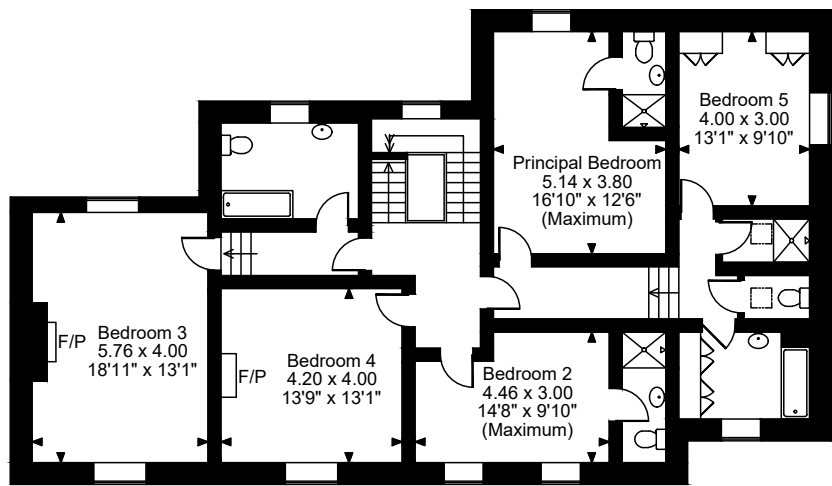 Bedroom 5
4.00 x 3.00
13'1" x 9'10"
Principal Bedroom
5.14 x 3.80
16'10" x 12'6"
(Maximum)
F/P
Bedroom 3
5.76 x 4.00
18'11" x 13'1"
F/P
Bedroom 4
4.20 x 4.00
13'9" x 13'1"
Bedroom 2
4.46 x 3.00
14'8" x 9'10"
(Maximum)